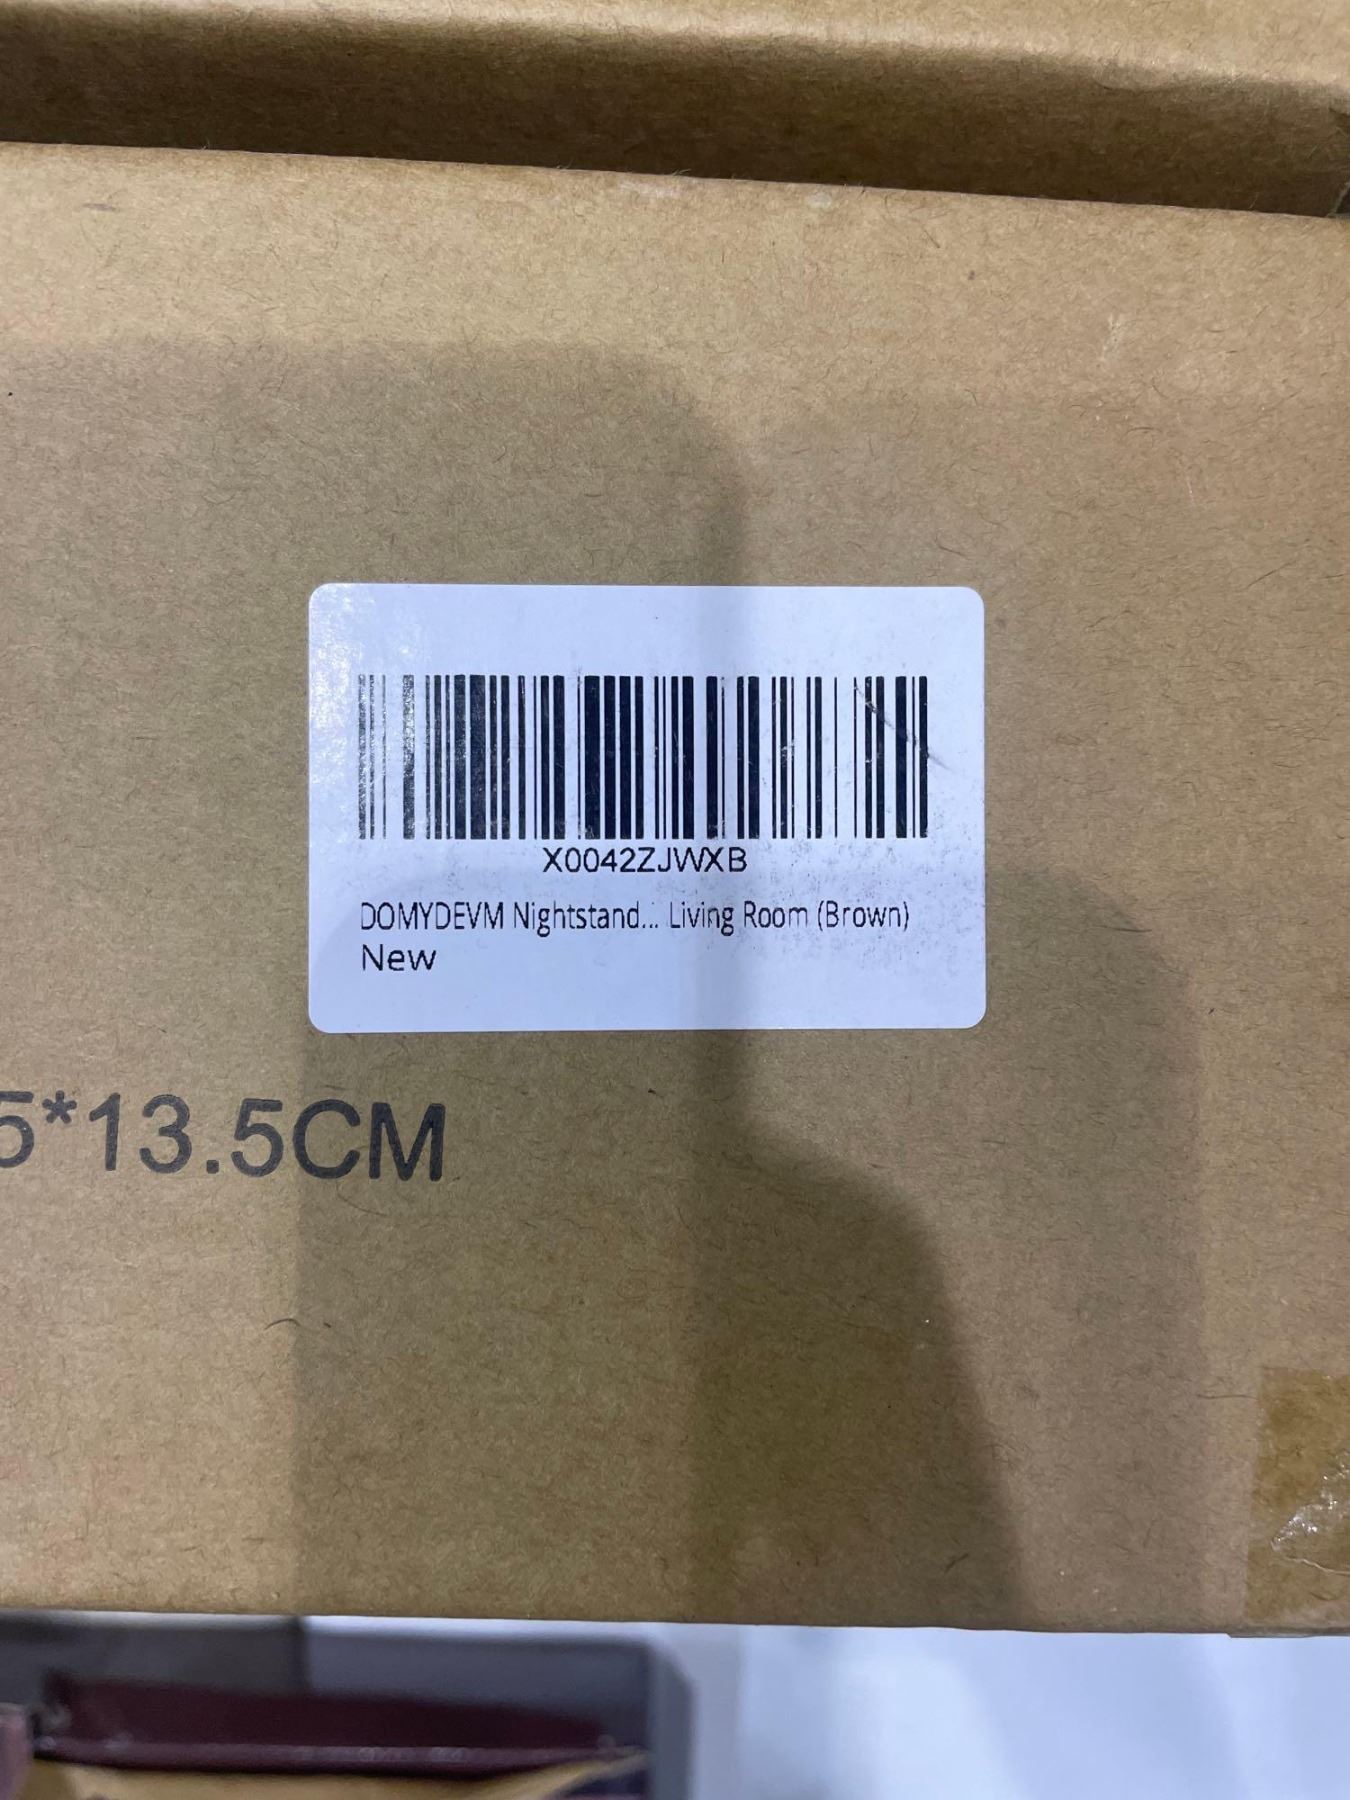 X0042ZJWXB
DOMYDEVM Nightstand... Living Room (Brown)
New
5*13.5CM